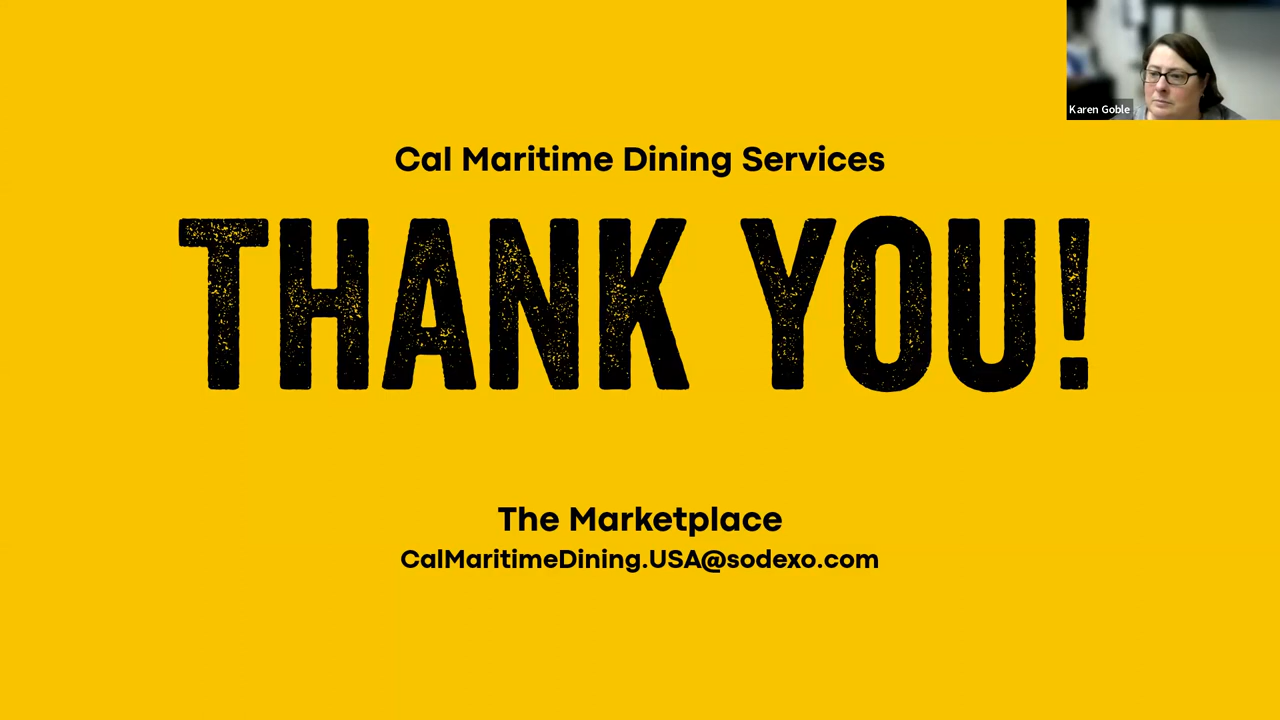 Karen Goble
Cal Maritime Dining Services
THANK YOU!
The Marketplace
CalMaritimeDining.USA@sodexo.com